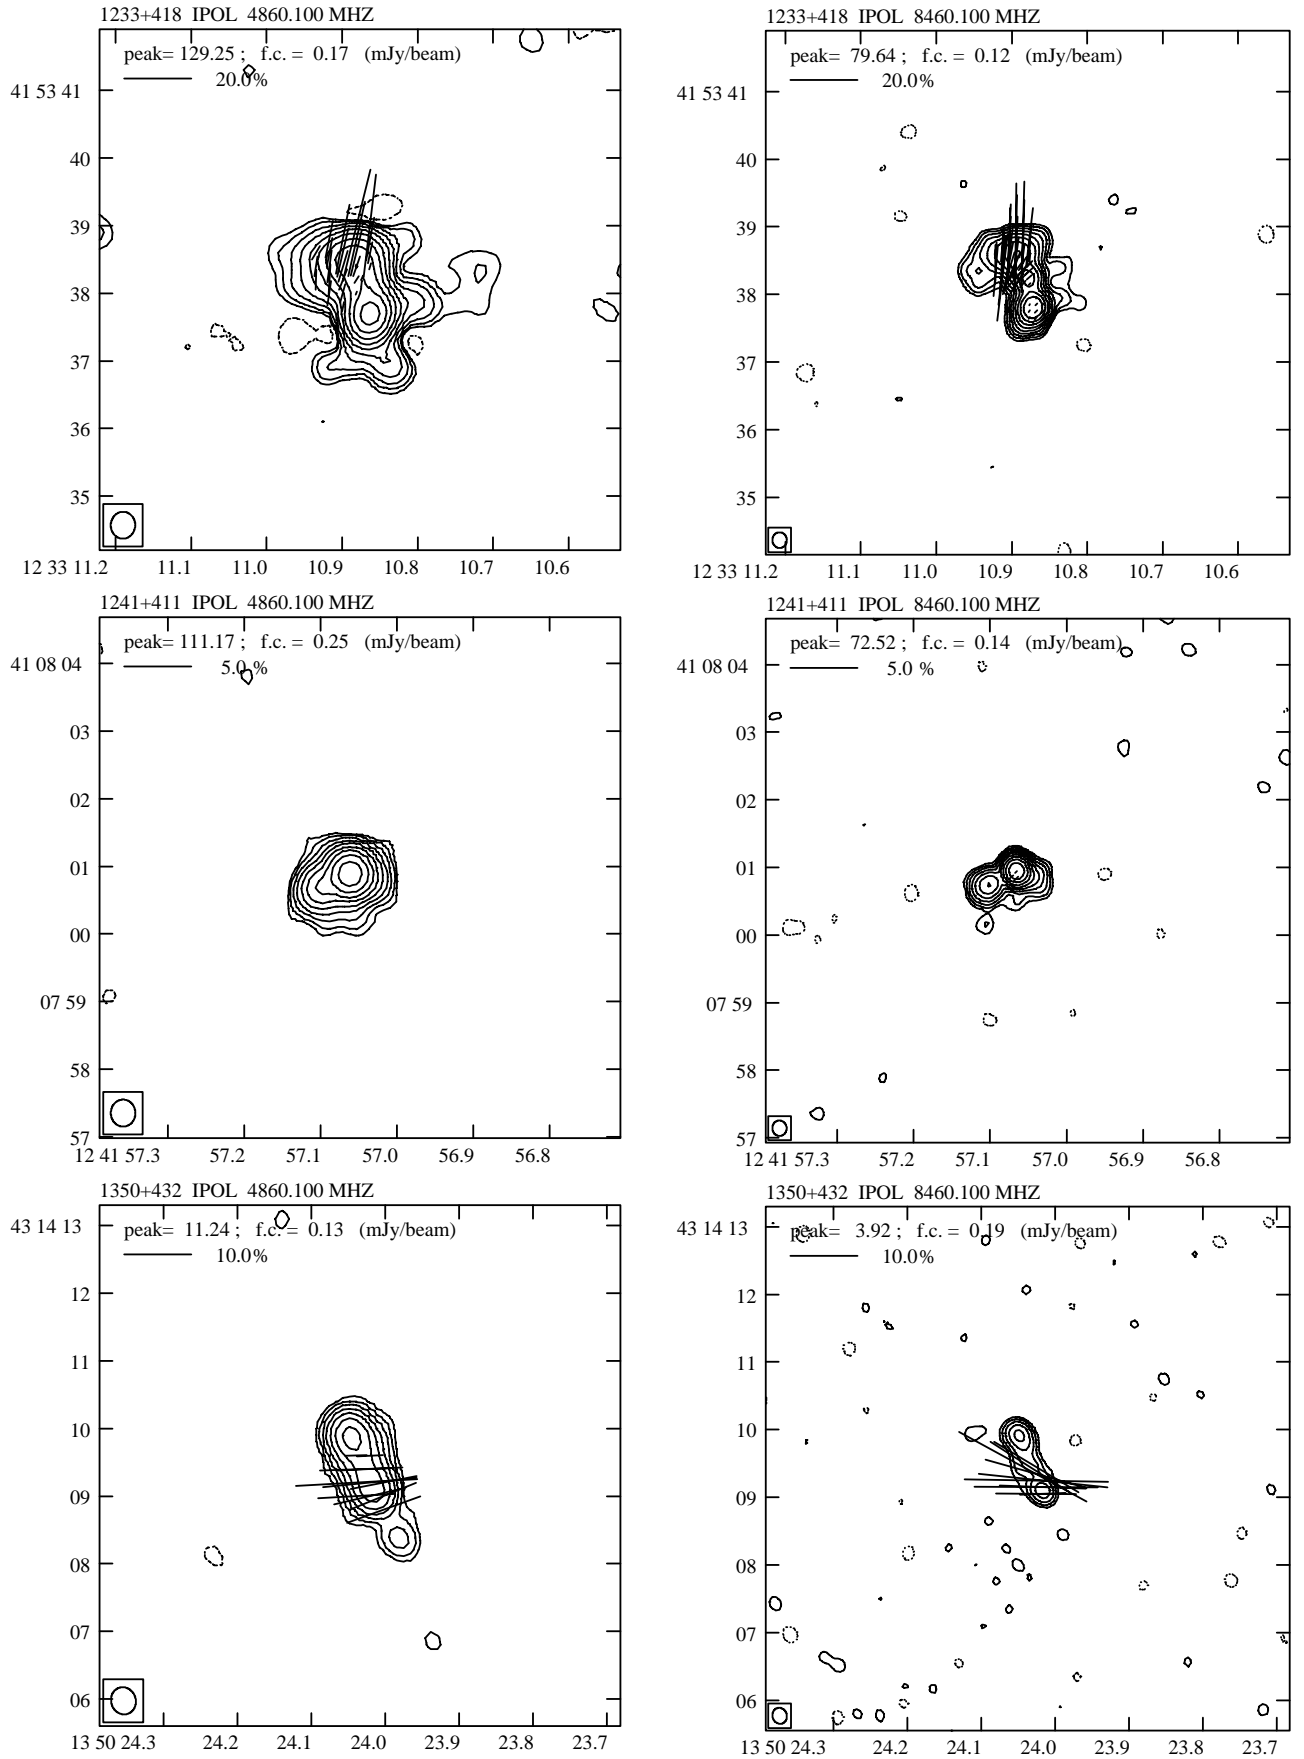 1233+418 IPOL 4860.100 MHZ
peak= 129.25 ; f.c. = 0.17 (mJy/beam)
20.0%
41 53 41
40
39
38
37
36
35
12 33 11.2 11.1 11.0 10.9 10.8 10.7 10.6
1233+418 IPOL 8460.100 MHZ
peak= 79.64 ; f.c. = 0.12 (mJy/beam)
20.0%
41 53 41
40
39
38
37
36
35
12 33 11.2 11.1 11.0 10.9 10.8 10.7 10.6
1241+411 IPOL 4860.100 MHZ
peak= 111.17 ; f.c. = 0.25 (mJy/beam)
5.0 %
41 08 04
03
02
01
00
07 59
58
57
12 41 57.3 57.2 57.1 57.0 56.9 56.8
1241+411 IPOL 8460.100 MHZ
peak= 72.52 ; f.c. = 0.14 (mJy/beam)
5.0 %
41 08 04
03
02
01
00
07 59
58
57
12 41 57.3 57.2 57.1 57.0 56.9 56.8
1350+432 IPOL 4860.100 MHZ
peak= 11.24 ; f.c. = 0.13 (mJy/beam)
10.0%
43 14 13
12
11
10
09
08
07
06
13 50 24.3 24.2 24.1 24.0 23.9 23.8 23.7
1350+432 IPOL 8460.100 MHZ
peak= 3.92 ; f.c. = 0.19 (mJy/beam)
10.0%
43 14 13
12
11
10
09
08
07
06
13 50 24.3 24.2 24.1 24.0 23.9 23.8 23.7